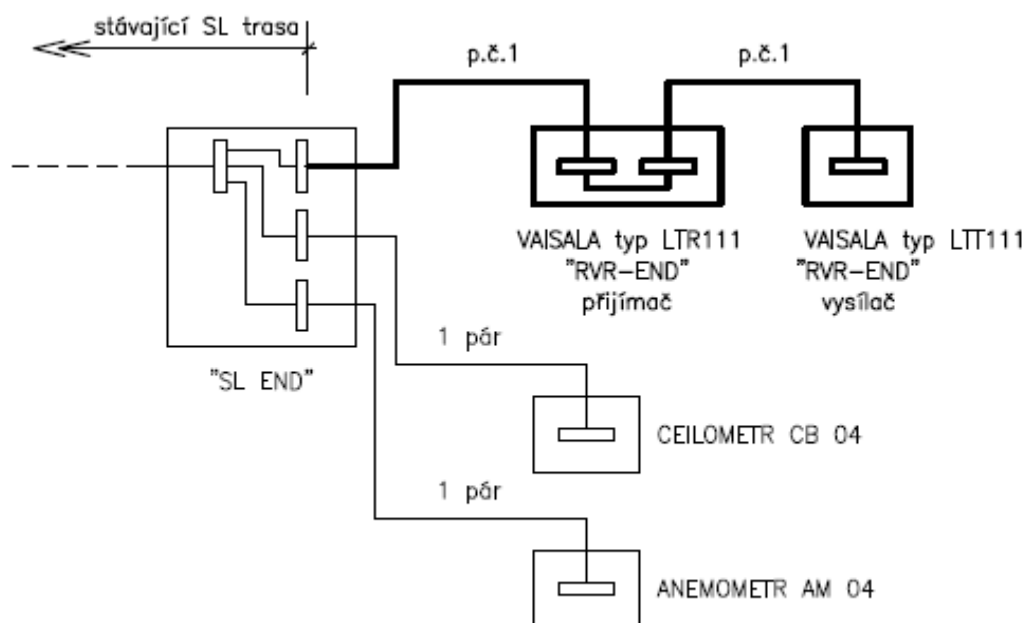 stávající SL trasa
p.č.1
p.č.1
VAISALA typ LTR111
"RVR-END"
přijímač
VAISALA typ LTT111
"RVR-END"
vysílač
"SL END"
1 pár
CEILOMETR CB 04
1 pár
ANEMOMETR AM 04